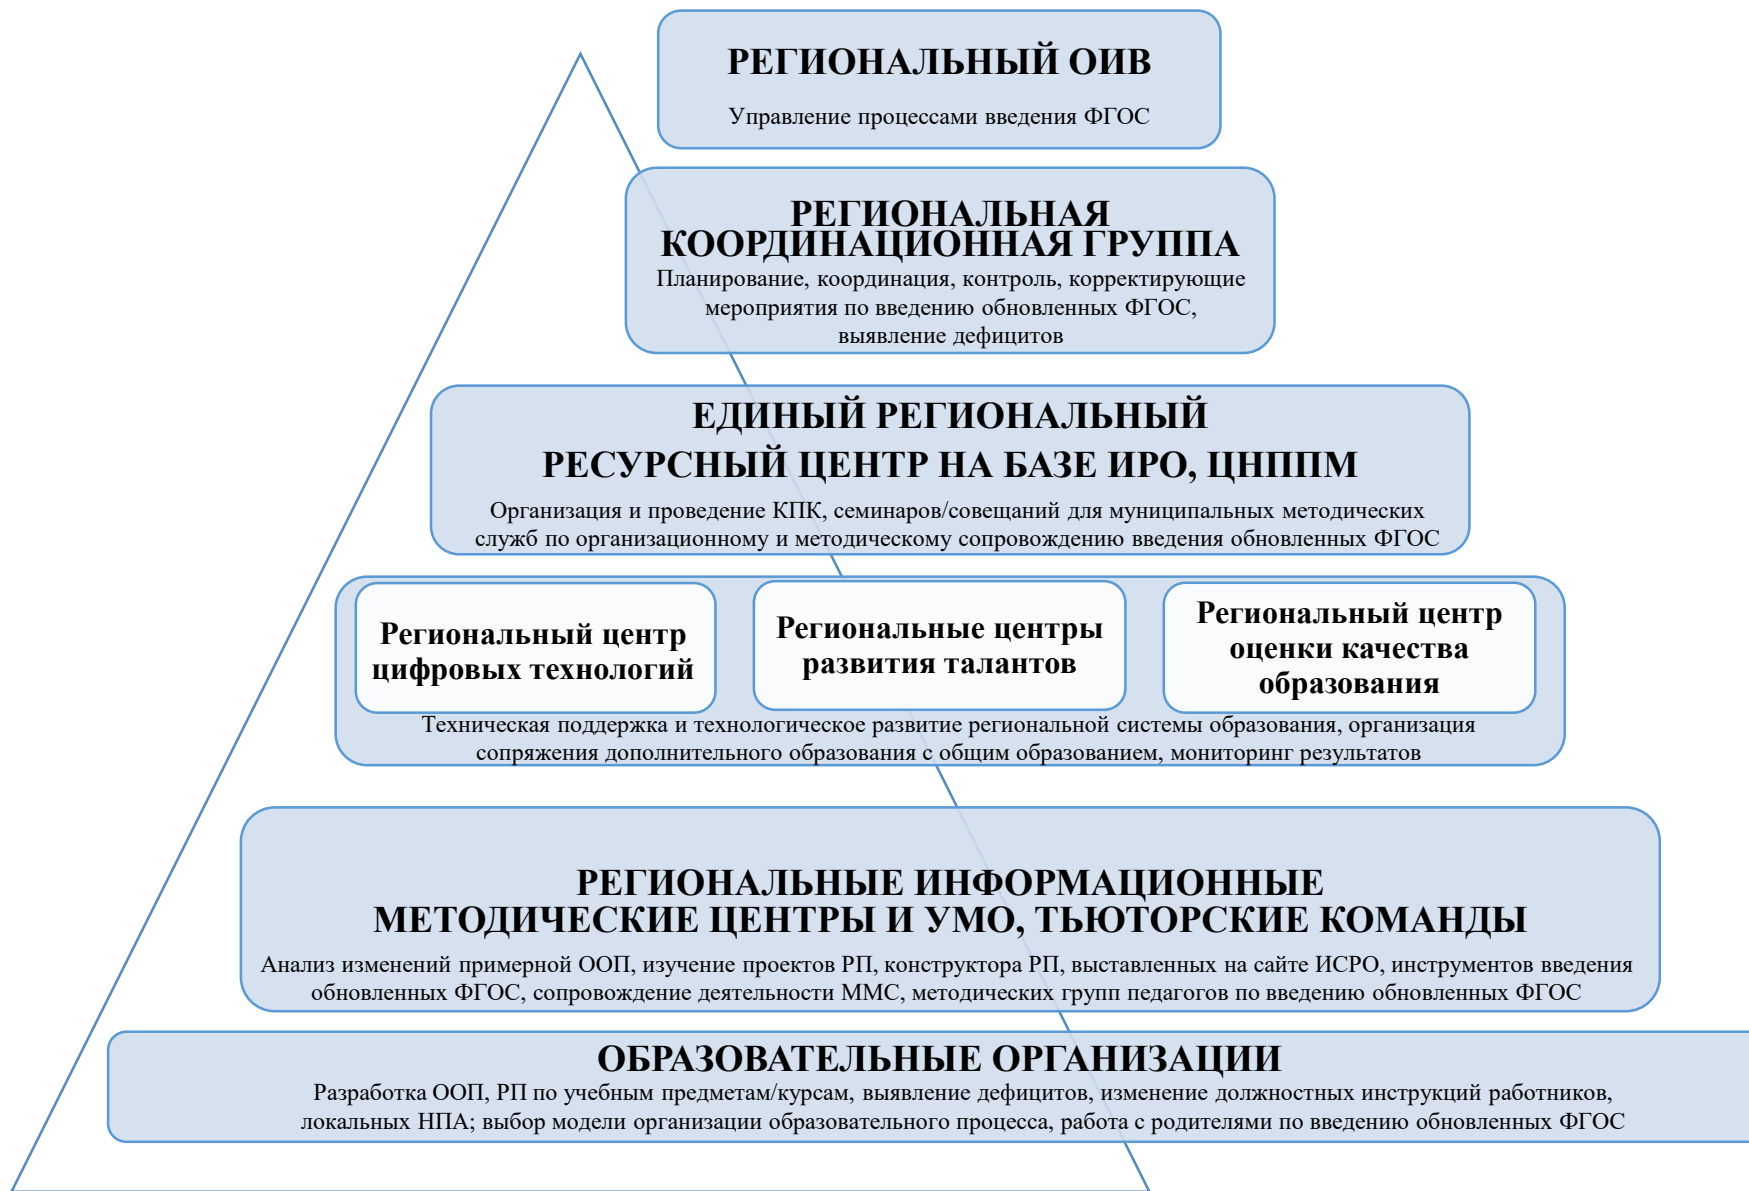 РЕГИОНАЛЬНЫЙ ОИВ
Управление процессами введения ФГОС
РЕГИОНАЛЬНАЯ
КООРДИНАЦИОННАЯ ГРУППА
Планирование, координация, контроль, корректирующие
мероприятия по введению обновленных ФГОС,
выявление дефицитов
ЕДИНЫЙ РЕГИОНАЛЬНЫЙ
РЕСУРСНЫЙ ЦЕНТР НА БАЗЕ ИРО, ЦНППМ
Организация и проведение КПК, семинаров/совещаний для муниципальных методических
служб по организационному и методическому сопровождению введения обновленных ФГОС
Региональный центр
цифровых технологий
Региональные центры
развития талантов
Региональный центр
оценки качества
образования
Техническая поддержка и технологическое развитие региональной системы образования, организация
сопряжения дополнительного образования с общим образованием, мониторинг результатов
РЕГИОНАЛЬНЫЕ ИНФОРМАЦИОННЫЕ
МЕТОДИЧЕСКИЕ ЦЕНТРЫ И УМО, ТЬЮТОРСКИЕ КОМАНДЫ
Анализ изменений примерной ООП, изучение проектов РП, конструктора РП, выставленных на сайте ИСРО, инструментов введения
обновленных ФГОС, сопровождение деятельности ММС, методических групп педагогов по введению обновленных ФГОС
ОБРАЗОВАТЕЛЬНЫЕ ОРГАНИЗАЦИИ
Разработка ООП, РП по учебным предметам/курсам, выявление дефицитов, изменение должностных инструкций работников,
локальных НПА; выбор модели организации образовательного процесса, работа с родителями по введению обновленных ФГОС